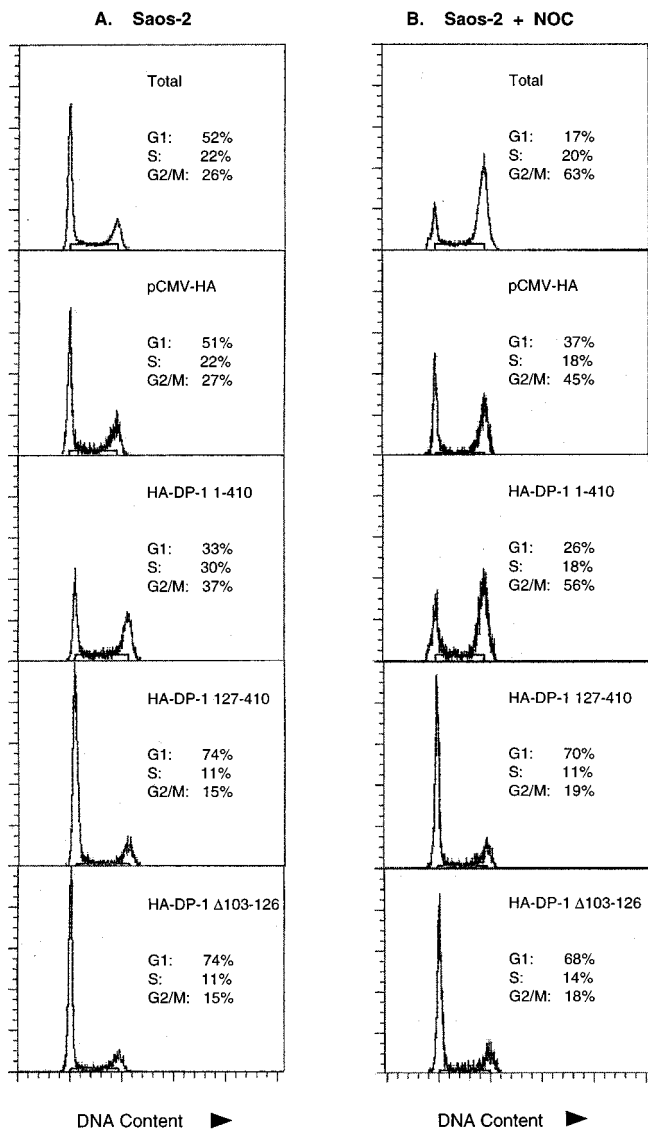 A. Saos-2
Total
G1: 52%
S: 22%
G2/M: 26%
pCMV-HA
G1: 51%
S: 22%
G2/M: 27%
HA-DP-1 1-410
G1: 33%
S: 30%
G2/M: 37%
HA-DP-1 127-410
G1: 74%
S: 11%
G2/M: 15%
HA-DP-1 Δ103-126
G1: 74%
S: 11%
G2/M: 15%
DNA Content ►
B. Saos-2 + NOC
Total
G1: 17%
S: 20%
G2/M: 63%
pCMV-HA
G1: 37%
S: 18%
G2/M: 45%
HA-DP-1 1-410
G1: 26%
S: 18%
G2/M: 56%
HA-DP-1 127-410
G1: 70%
S: 11%
G2/M: 19%
HA-DP-1 Δ103-126
G1: 68%
S: 14%
G2/M: 18%
DNA Content ►